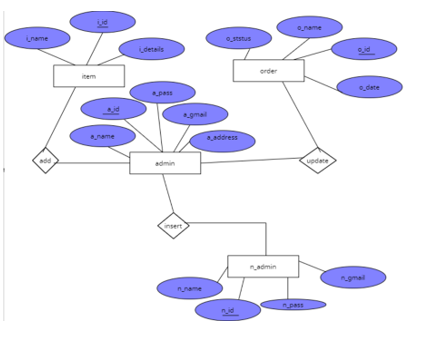 i_id
i_name
i_details
item
o_ststus
o_name
o_id
order
o_date
a_pass
a_id
a_gmail
a_name
a_address
add
admin
update
insert
n_admin
n_name
n_id
n_pass
n_gmail